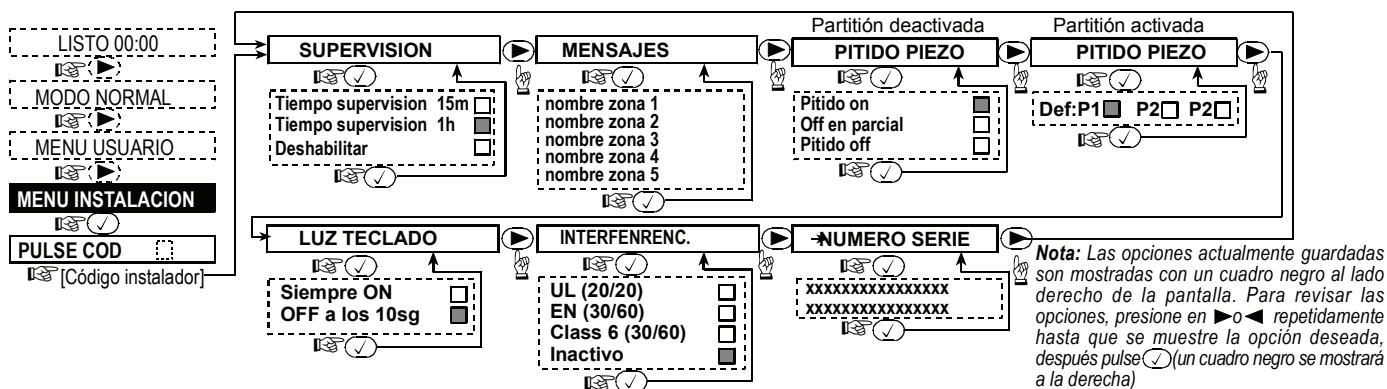 LISTO 00:00
MODO NORMAL
MENU USUARIO
MENU INSTALACION
PULSE COD
[Código instalador]
SUPERVISION
Tiempo supervision 15m
Tiempo supervision 1h
Deshabilitar
MENSAJES
nombre zona 1
nombre zona 2
nombre zona 3
nombre zona 4
nombre zona 5
Partitión deactivada
PITIDO PIEZO
Pitido on
Off en parcial
Pitido off
Partitión activada
PITIDO PIEZO
Def:P1 P2 P2
LUZ TECLADO
Siempre ON
OFF a los 10sg
INTERFENRENC.
UL (20/20)
EN (30/60)
Class 6 (30/60)
Inactivo
NUMERO SERIE
xxxxxxxxxxxxxxxx
xxxxxxxxxxxxxxxx
Nota: Las opciones actualmente guardadas
son mostradas con un cuadro negro al lado
derecho de la pantalla. Para revisar las
opciones, presione en ►o◄ repetidamente
hasta que se muestre la opción deseada,
después pulse ✓ (un cuadro negro se mostrará
a la derecha)